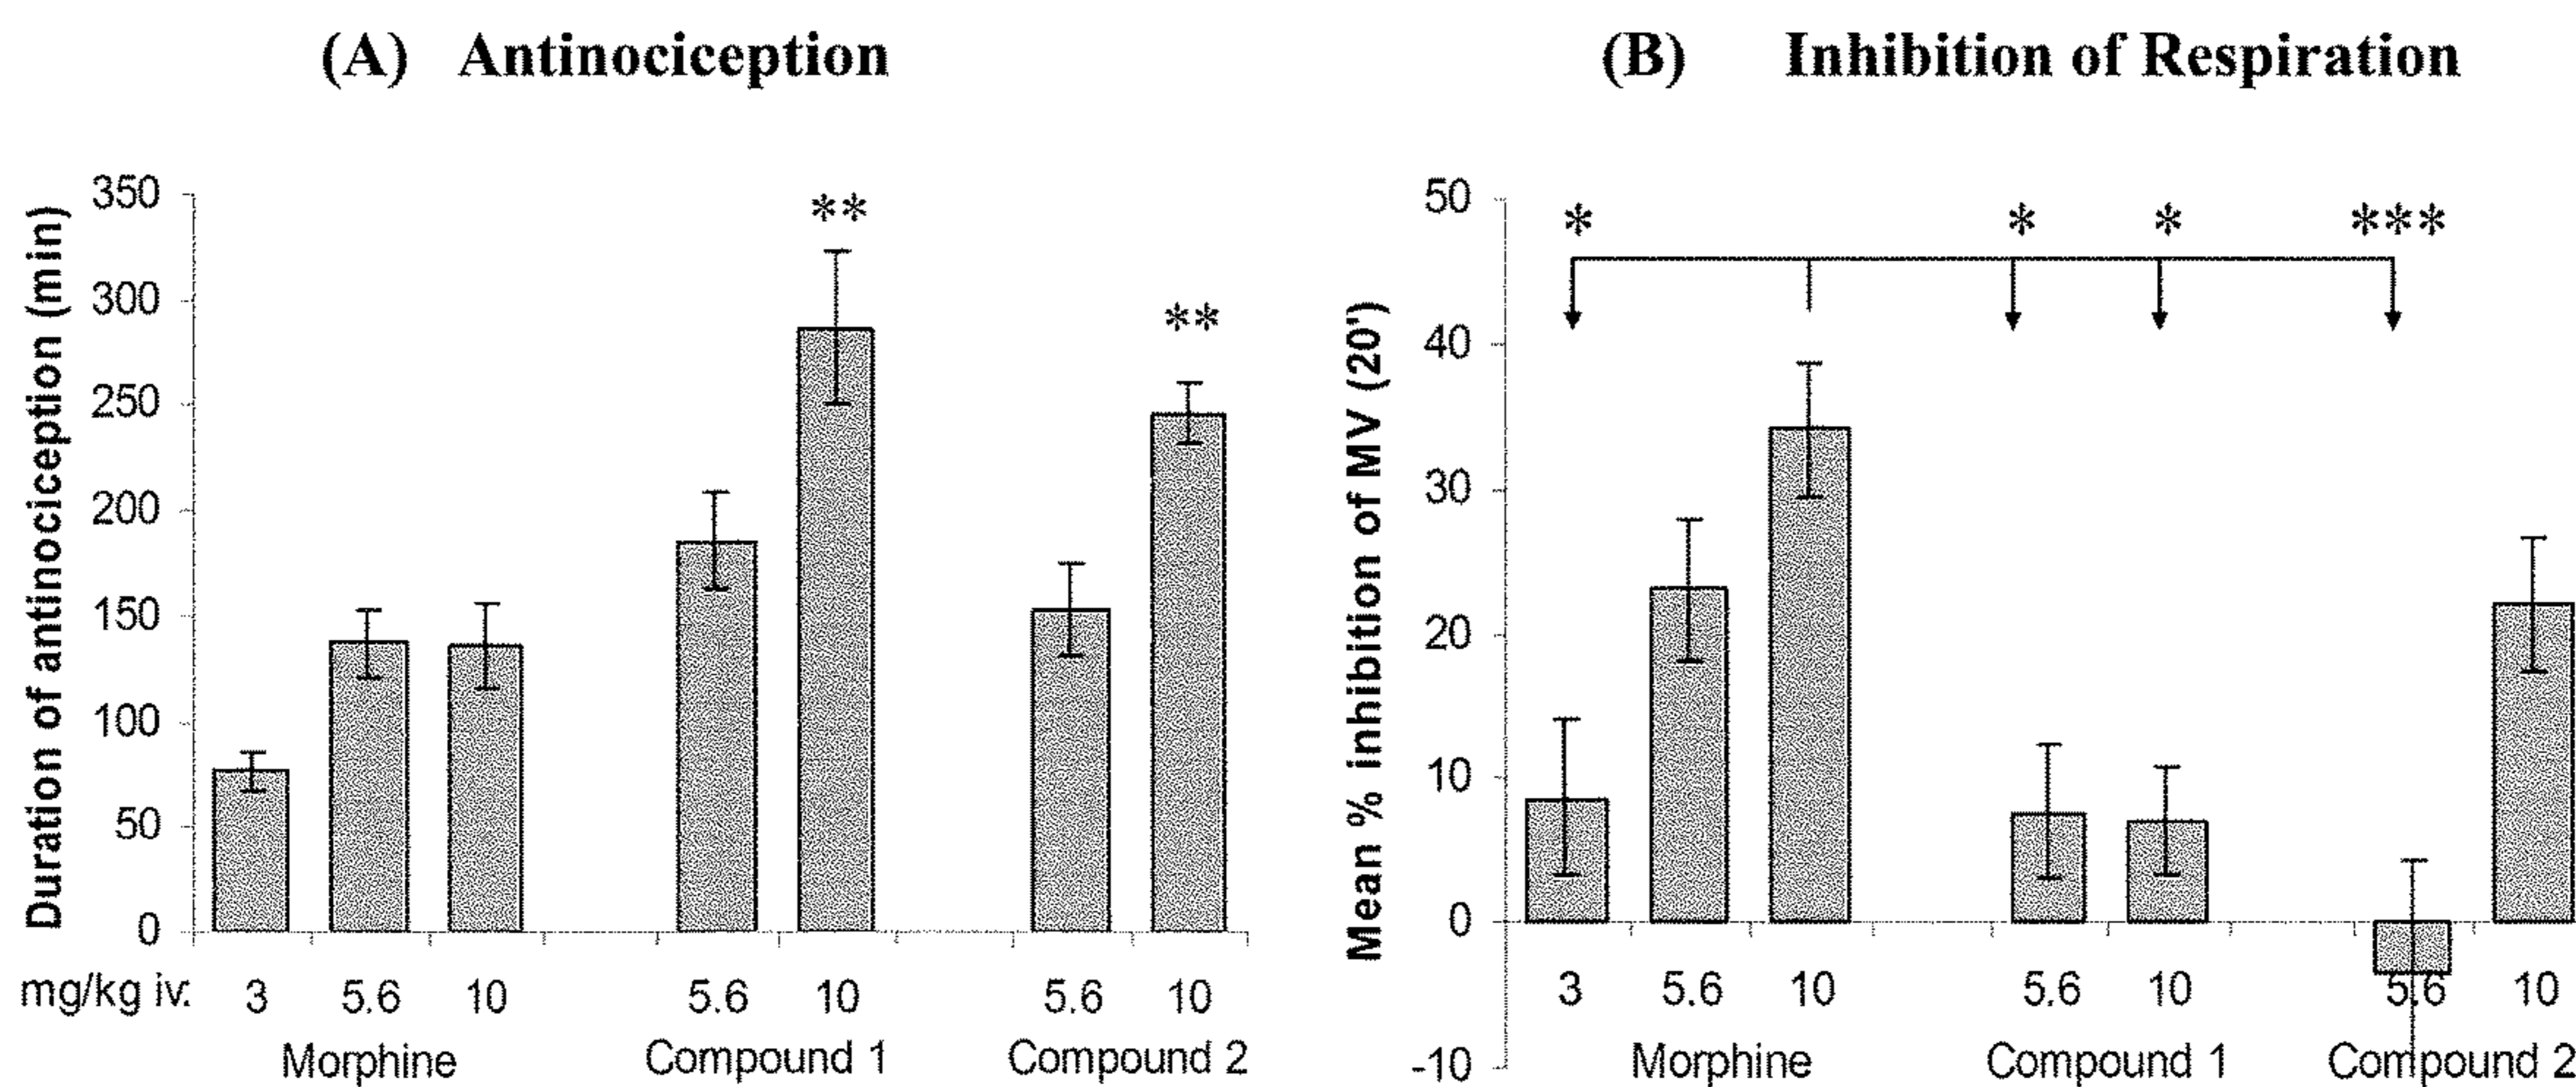 (A) Antinociception
Duration of antinociception (min)
350
300
250
200
150
100
50
0
**
**
mg/kg iv: 3 5.6 10 5.6 10 5.6 10
Morphine Compound 1 Compound 2
(B) Inhibition of Respiration
Mean % inhibition of MV (20')
50
40
30
20
10
0
-10
* * * ***
3 5.6 10 5.6 10 5.6 10
Morphine Compound 1 Compound 2